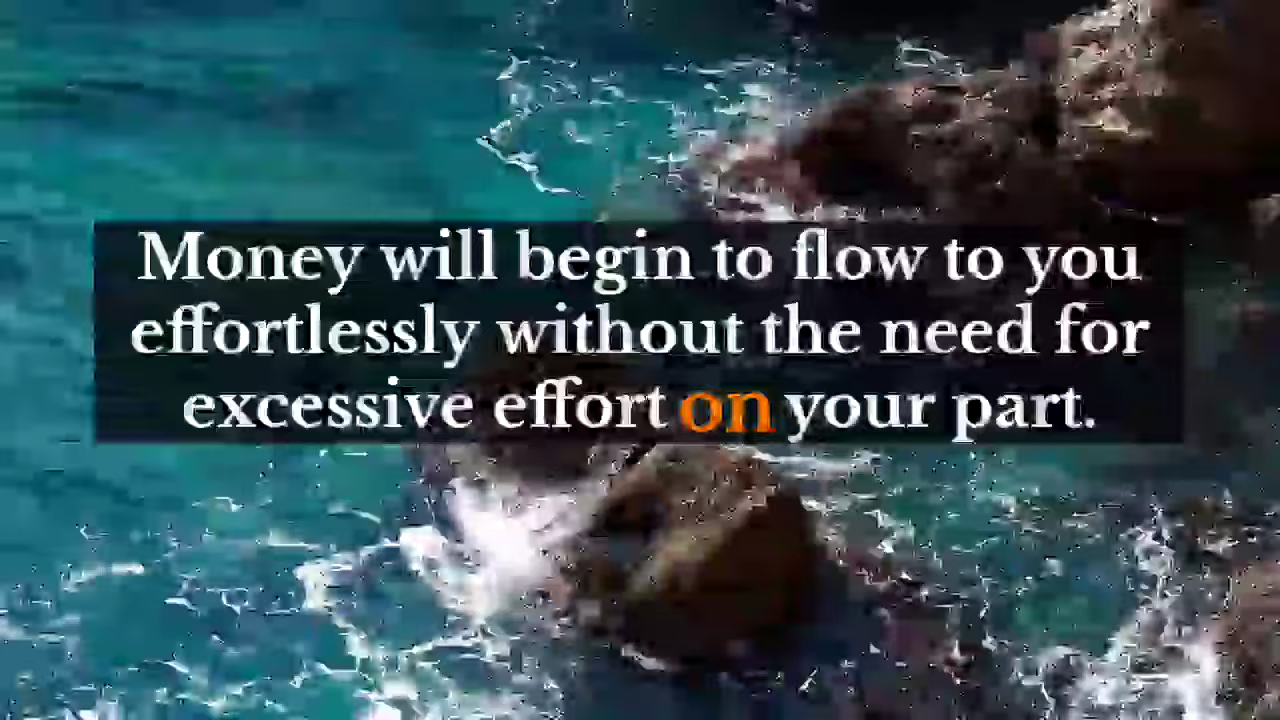 Money will begin to flow to you
effortlessly without the need for
excessive effort on your part.